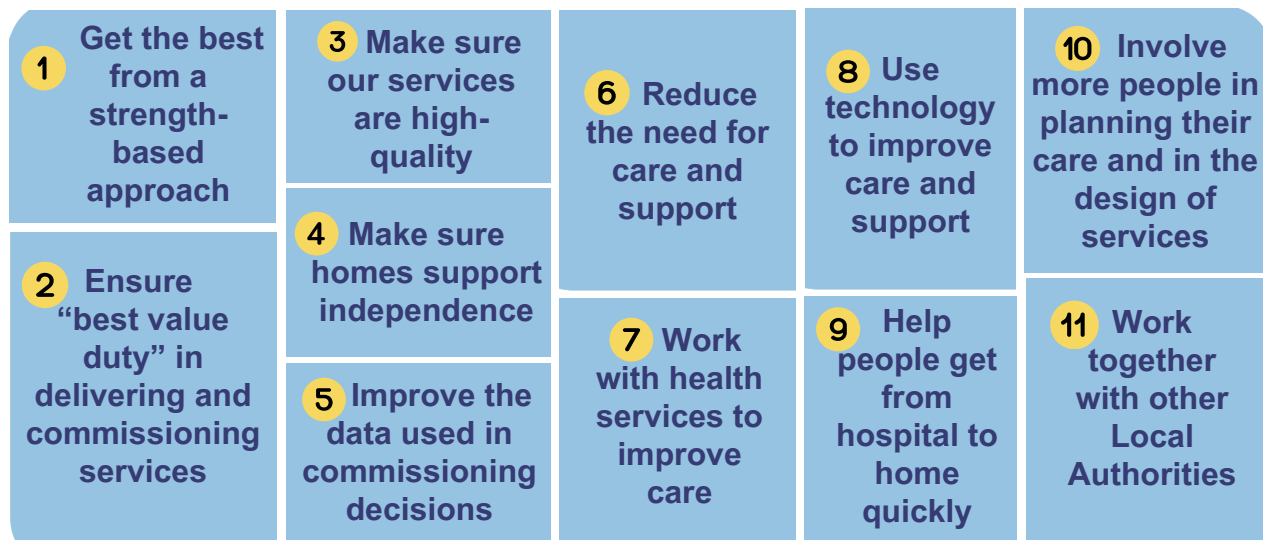 1 Get the best
from a
strength-
based
approach
2 Ensure
“best value
duty” in
delivering and
commissioning
services
3 Make sure
our services
are high-
quality
4 Make sure
homes support
independence
5 Improve the
data used in
commissioning
decisions
6 Reduce
the need for
care and
support
7 Work
with health
services to
improve
care
8 Use
technology
to improve
care and
support
9 Help
people get
from
hospital to
home
quickly
10 Involve
more people in
planning their
care and in the
design of
services
11 Work
together
with other
Local
Authorities